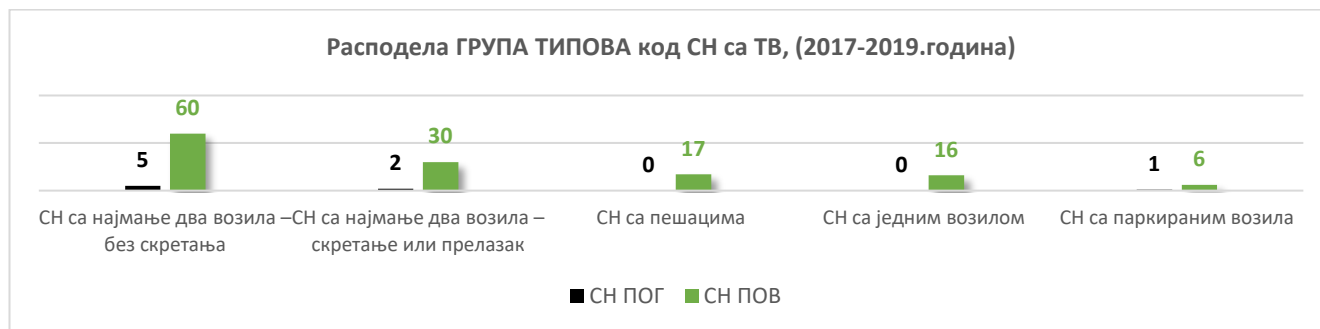 Расподела ГРУПА ТИПОВА код СН са ТВ, (2017-2019.година)
60
5
30
2
17
0
16
0
6
1
СН са најмање два возила –
без скретања
СН са најмање два возила –
скретање или прелазак
СН са пешацима
СН са једним возилом
СН са паркираним возила
СН ПОГ
СН ПОВ